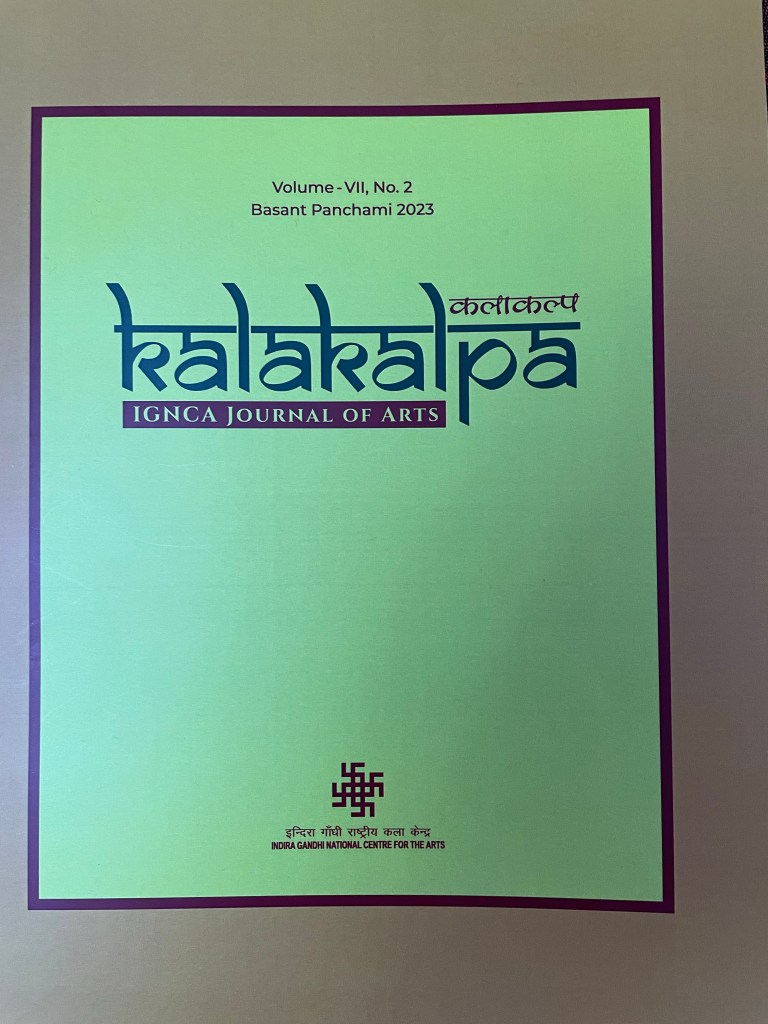 Volume - VII, No. 2
Basant Panchami 2023
कलाकल्प
kalakalpa
IGNCA JOURNAL OF ARTS
इन्दिरा गाँधी राष्ट्रीय कला केन्द्र
INDIRA GANDHI NATIONAL CENTRE FOR THE ARTS